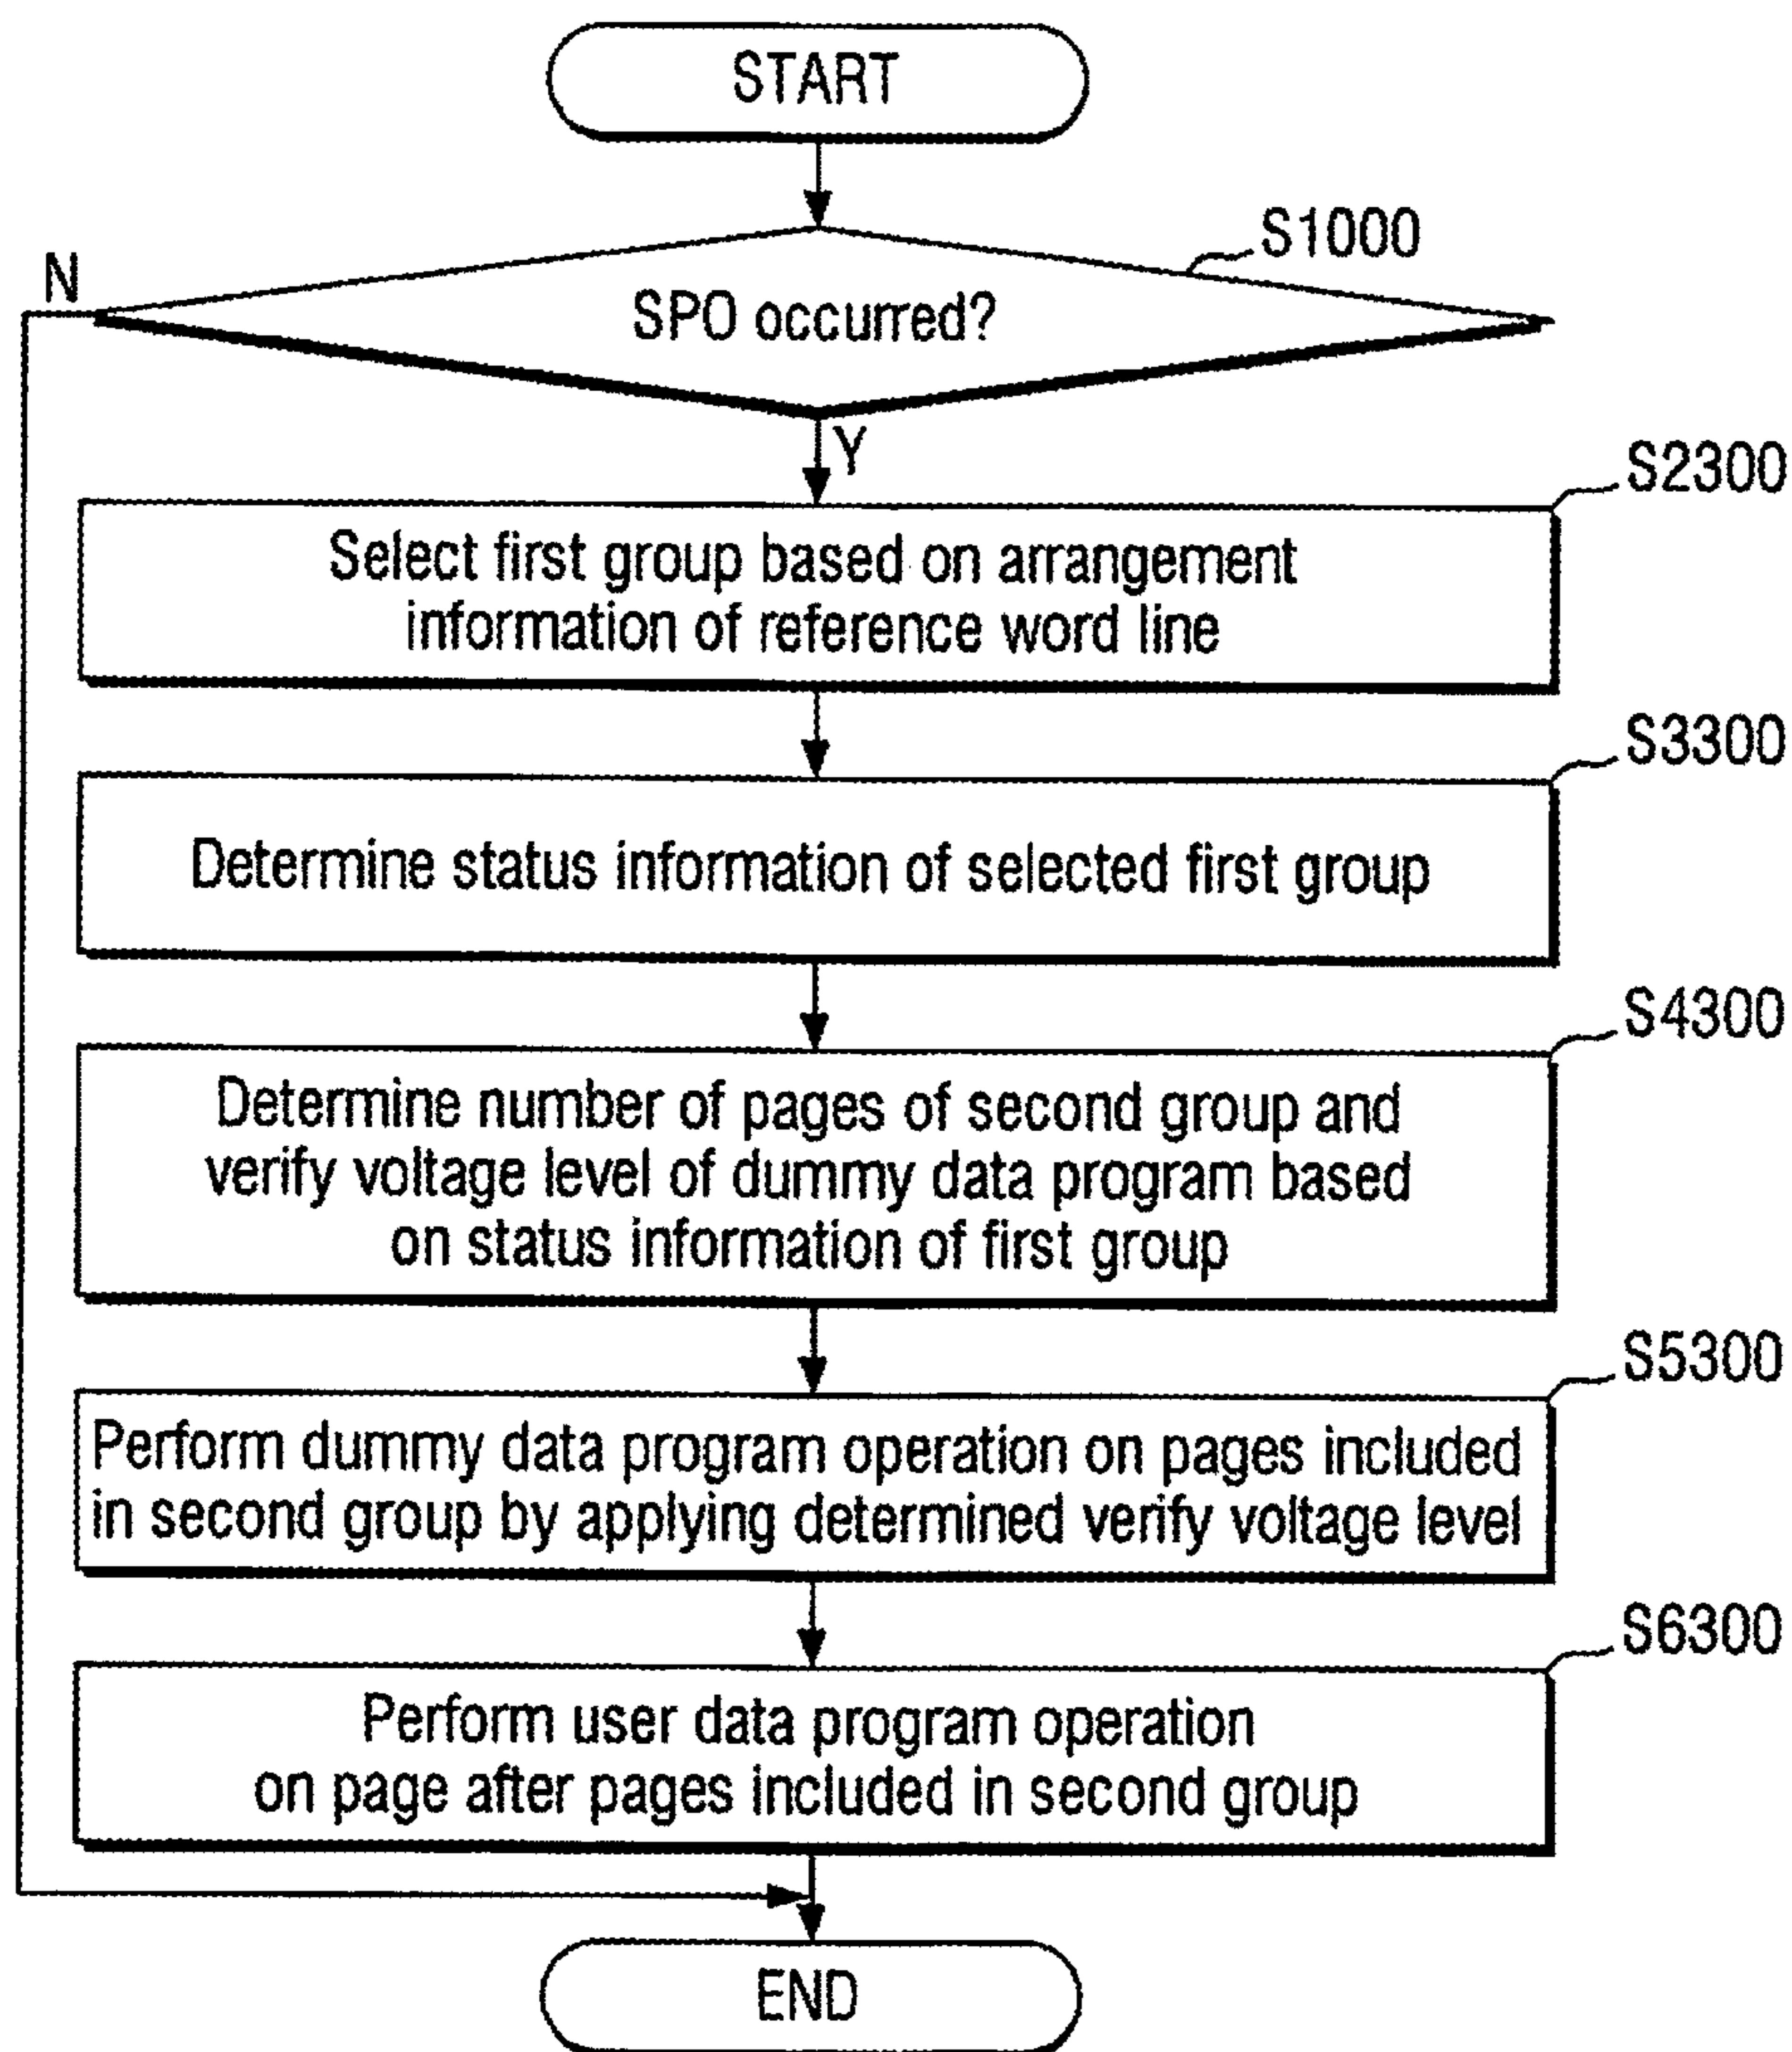 START
S1000
N
SPO occurred?
Y
S2300
Select first group based on arrangement
information of reference word line
S3300
Determine status information of selected first group
S4300
Determine number of pages of second group and
verify voltage level of dummy data program based
on status information of first group
S5300
Perform dummy data program operation on pages included
in second group by applying determined verify voltage level
S6300
Perform user data program operation
on page after pages included in second group
END